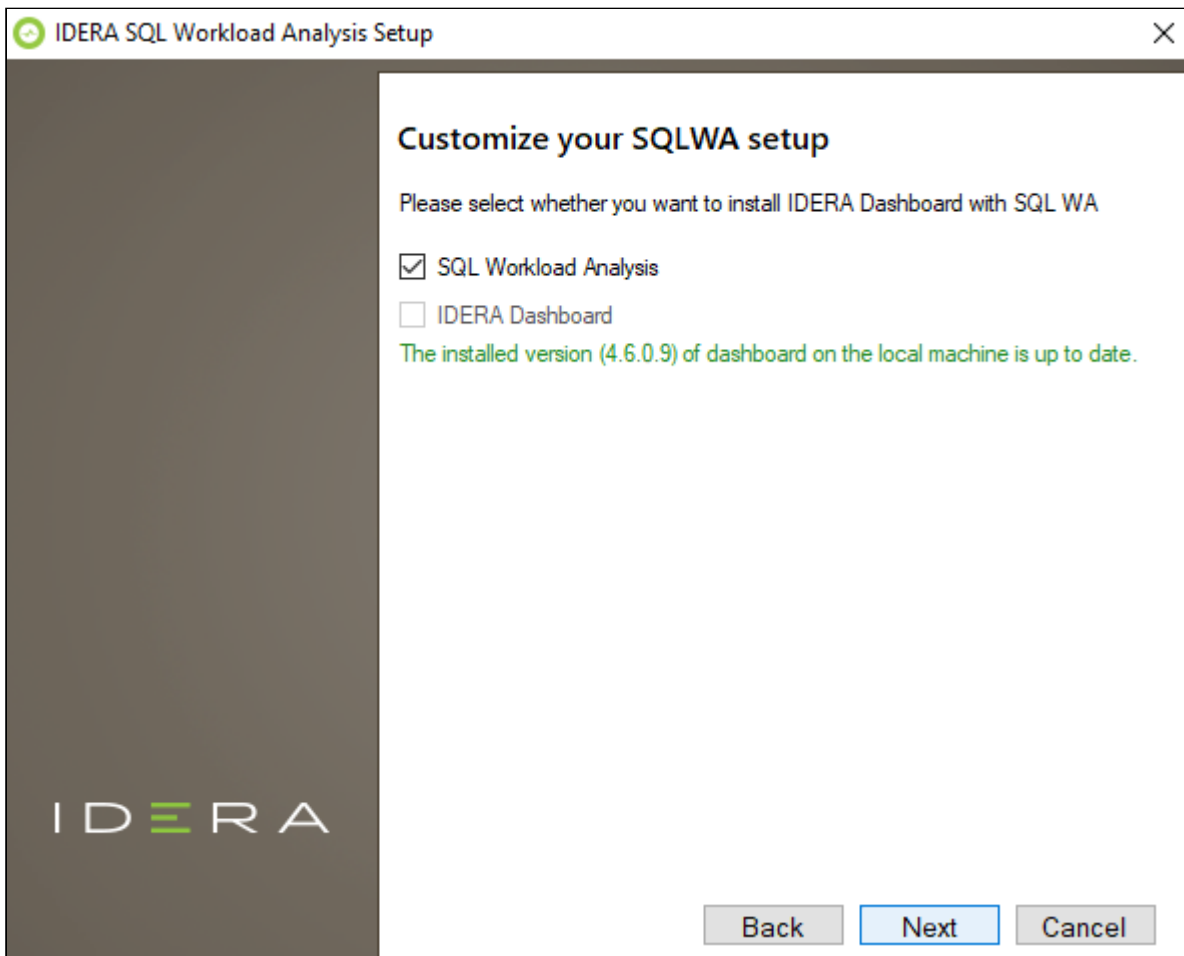 IDERA SQL Workload Analysis Setup
Customize your SQLWA setup
Please select whether you want to install IDERA Dashboard with SQL WA
SQL Workload Analysis
IDERA Dashboard
The installed version (4.6.0.9) of dashboard on the local machine is up to date.
IDERA
Back
Next
Cancel